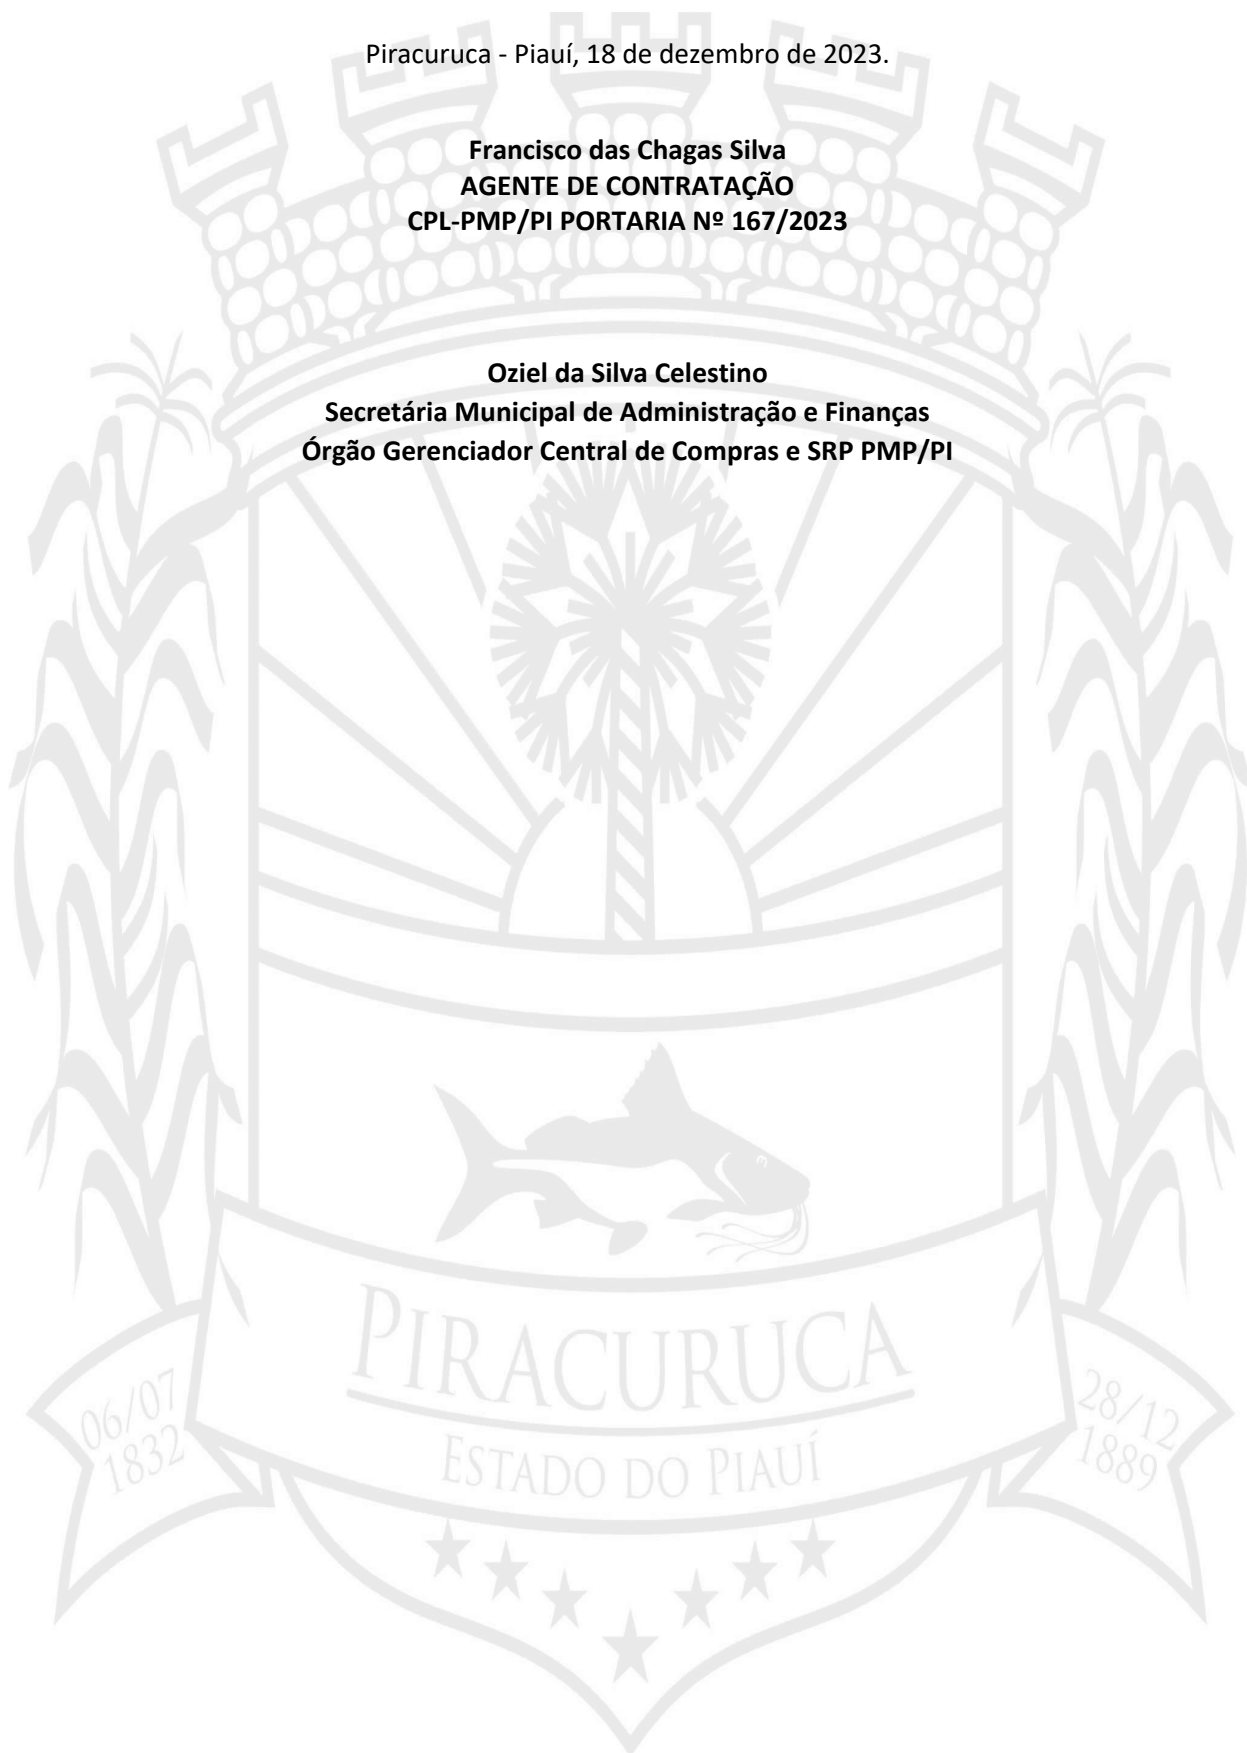 Piracuruca - Piauí, 18 de dezembro de 2023.
Francisco das Chagas Silva
AGENTE DE CONTRATAÇÃO
CPL-PMP/PI PORTARIA Nº 167/2023
Oziel da Silva Celestino
Secretária Municipal de Administração e Finanças
Órgão Gerenciador Central de Compras e SRP PMP/PI
PIRACURUCA
06/07
1832
28/12
1889
ESTADO DO PIAUÍ